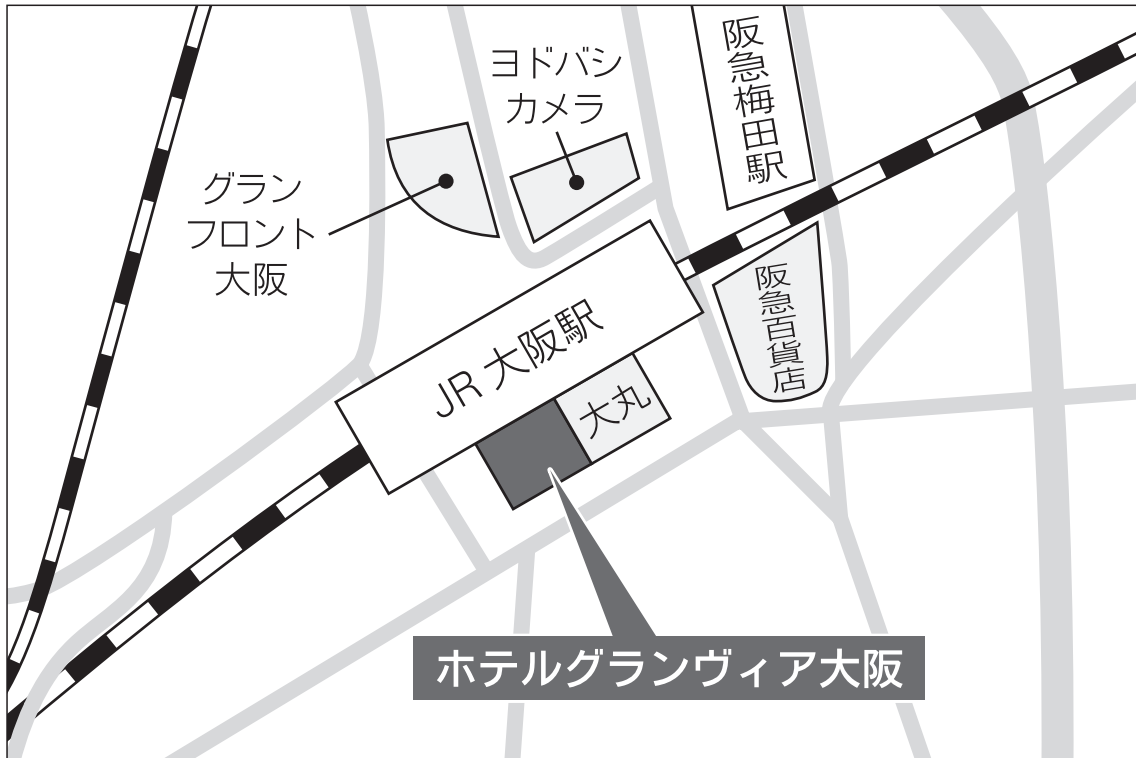 ヨドバシ
カメラ
阪急梅田駅
グラン
フロント
大阪
JR 大阪駅
阪急百貨店
大丸
ホテルグランヴィア大阪